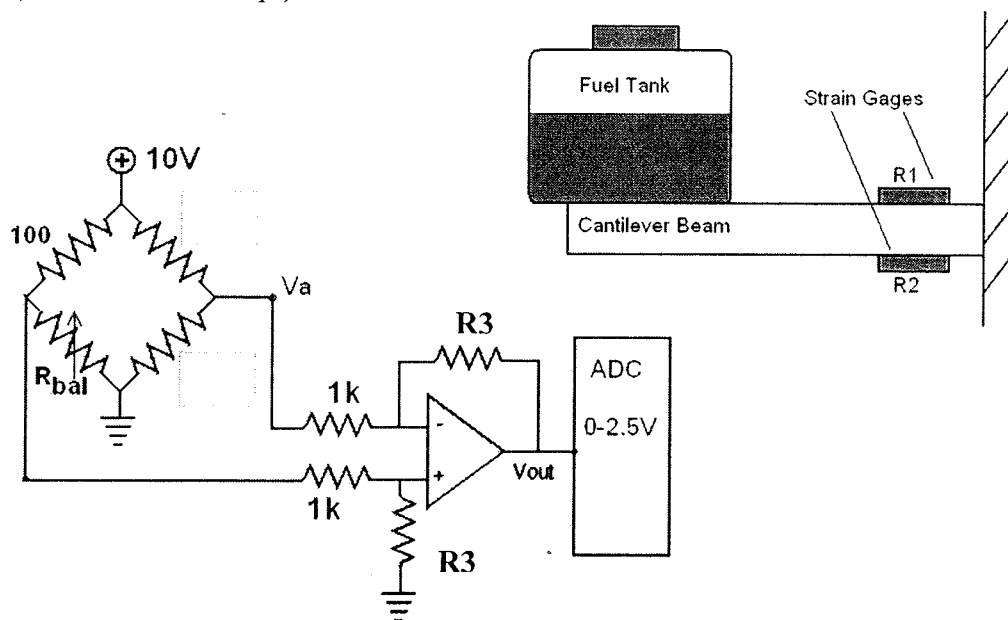 Fuel Tank
Strain Gages
R1
Cantilever Beam
R2
10V
100
Va
R3
Rbal
1k
ADC
0-2.5V
-
+
Vout
1k
R3